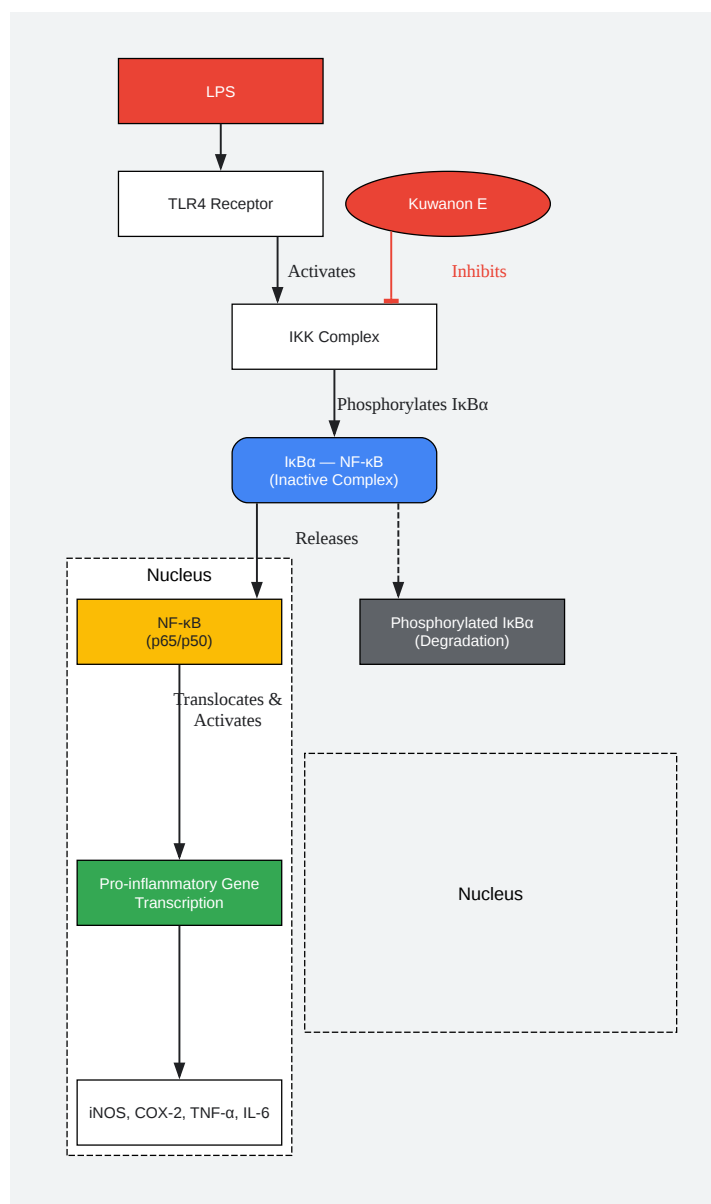 LPS
TLR4 Receptor
Kuwanon E
Activates
Inhibits
IKK Complex
Phosphorylates IκBα
IκBα — NF-κB
(Inactive Complex)
Releases
Nucleus
NF-κB
(p65/p50)
Phosphorylated IκBα
(Degradation)
Translocates &
Activates
Pro-inflammatory Gene
Transcription
Nucleus
iNOS, COX-2, TNF-α, IL-6